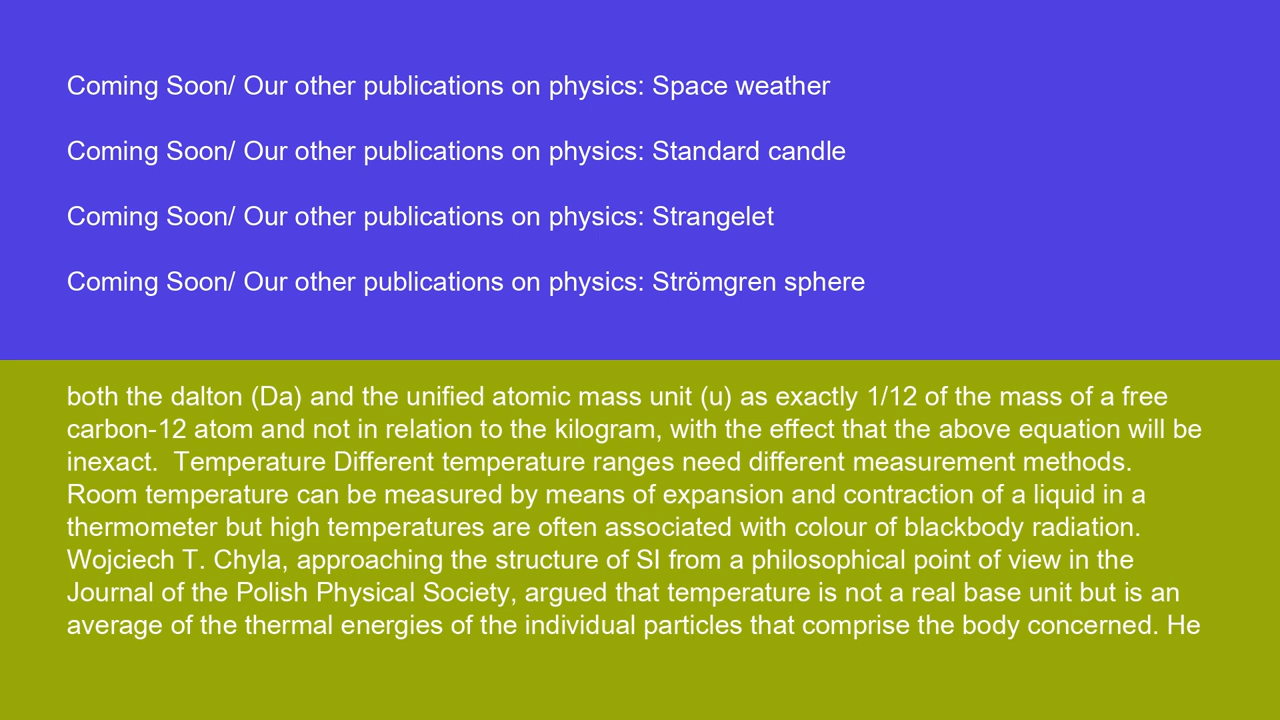 Coming Soon/ Our other publications on physics: Space weather
Coming Soon/ Our other publications on physics: Standard candle
Coming Soon/ Our other publications on physics: Strangelet
Coming Soon/ Our other publications on physics: Strömgren sphere
both the dalton (Da) and the unified atomic mass unit (u) as exactly 1/12 of the mass of a free
carbon-12 atom and not in relation to the kilogram, with the effect that the above equation will be
inexact.  Temperature Different temperature ranges need different measurement methods.
Room temperature can be measured by means of expansion and contraction of a liquid in a
thermometer but high temperatures are often associated with colour of blackbody radiation.
Wojciech T. Chyla, approaching the structure of SI from a philosophical point of view in the
Journal of the Polish Physical Society, argued that temperature is not a real base unit but is an
average of the thermal energies of the individual particles that comprise the body concerned. He